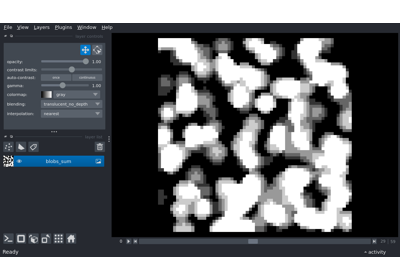 File View Layers Plugins Window Help
opacity: 1.00
contrast limits:
auto-contrast: once continuous
gamma: 1.00
colormap: gray
blending: translucent_no_depth
interpolation: nearest
blobs_sum
Ready
activity